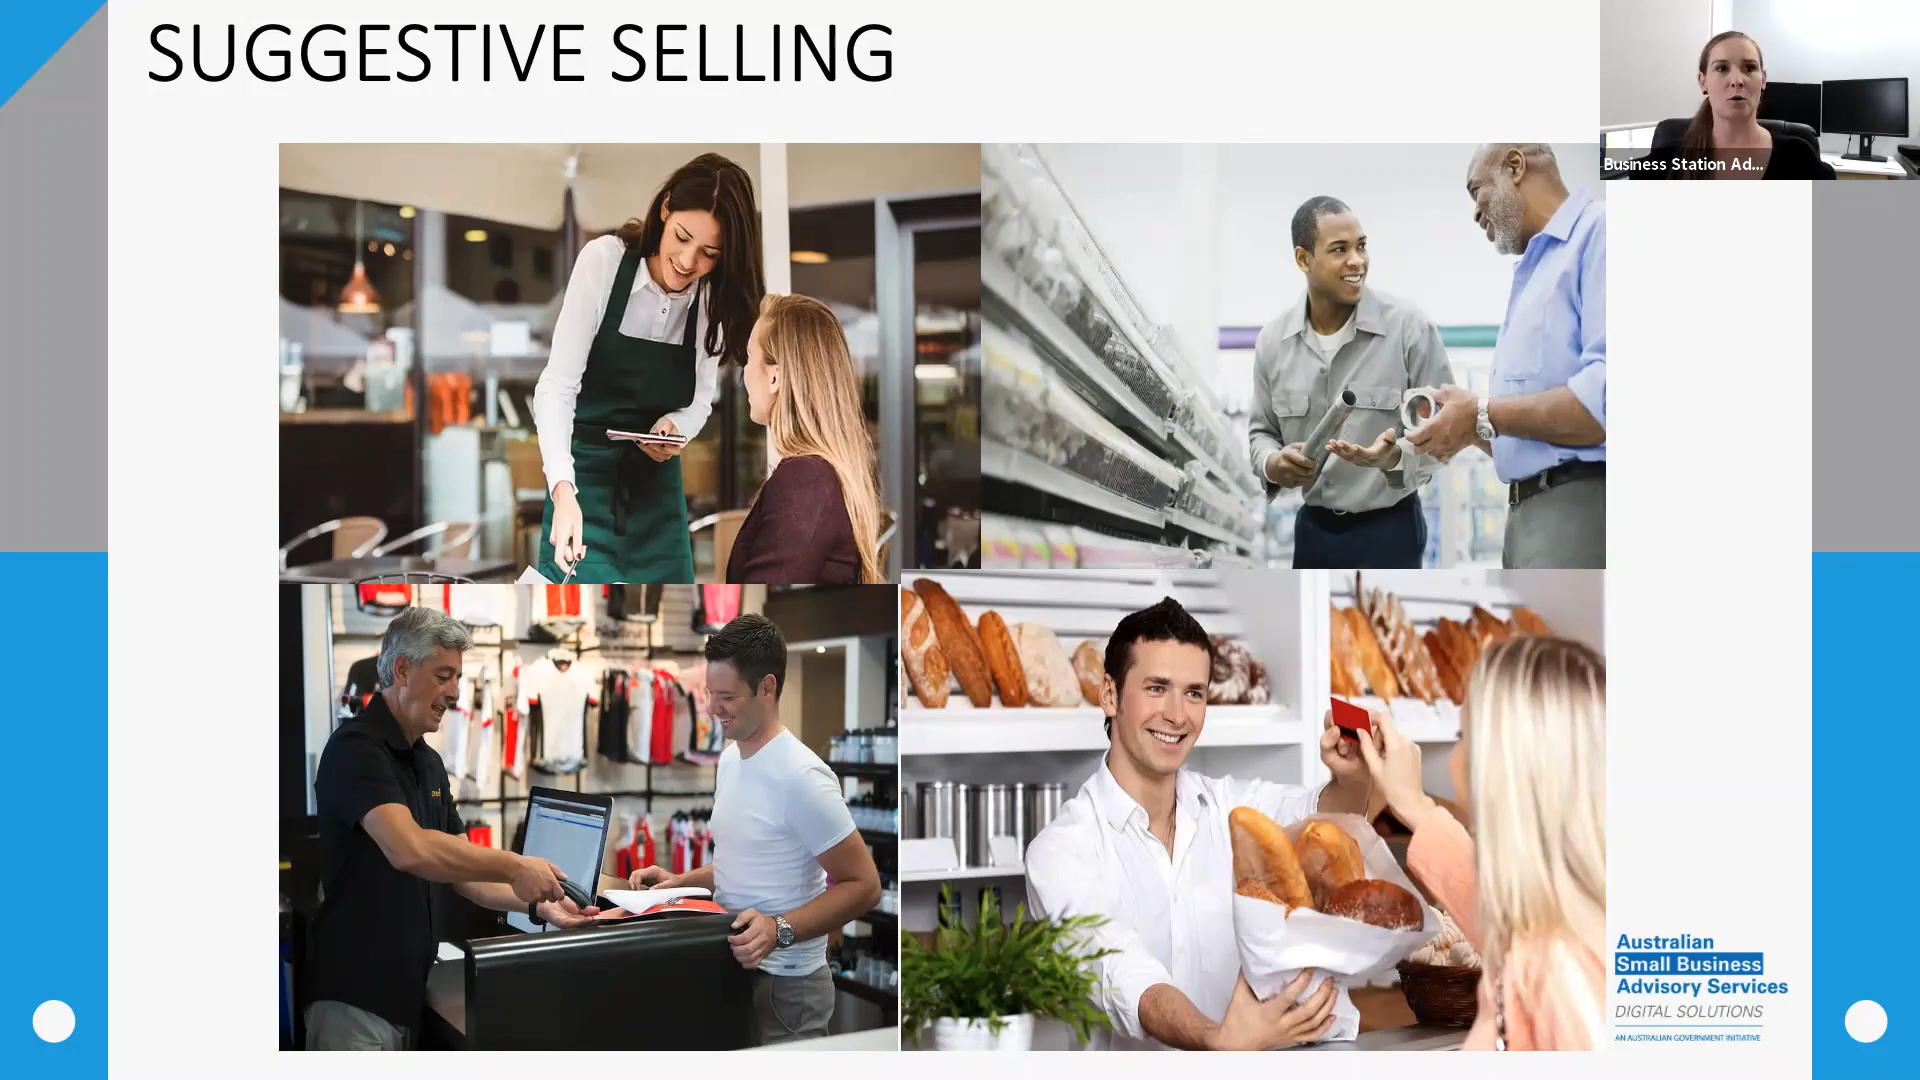 SUGGESTIVE SELLING
Business Station Ad...
Australian
Small Business
Advisory Services
DIGITAL SOLUTIONS
AN AUSTRALIAN GOVERNMENT INITIATIVE